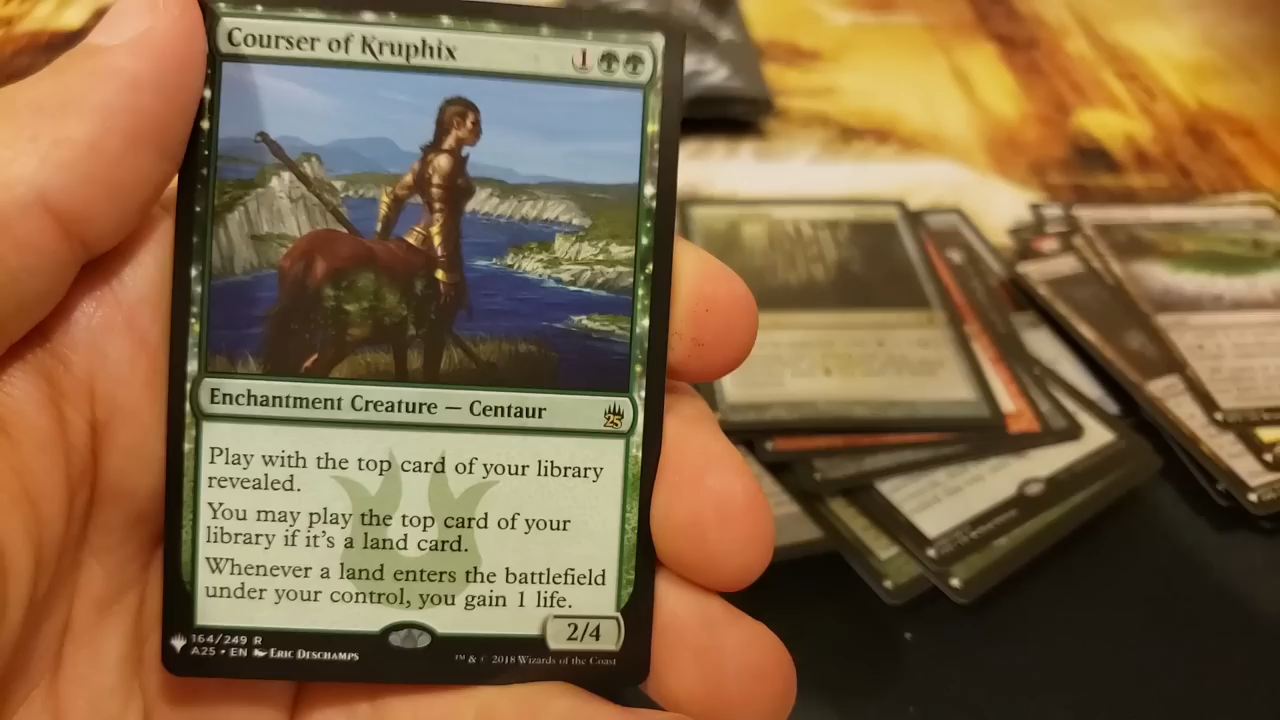 Courser of Kruphix 1
Enchantment Creature — Centaur 25
Play with the top card of your library
revealed.
You may play the top card of your
library if it's a land card.
Whenever a land enters the battlefield
under your control, you gain 1 life.
2/4
164/249 R
A25 • EN Eric Deschamps
™ & © 2018 Wizards of the Coast